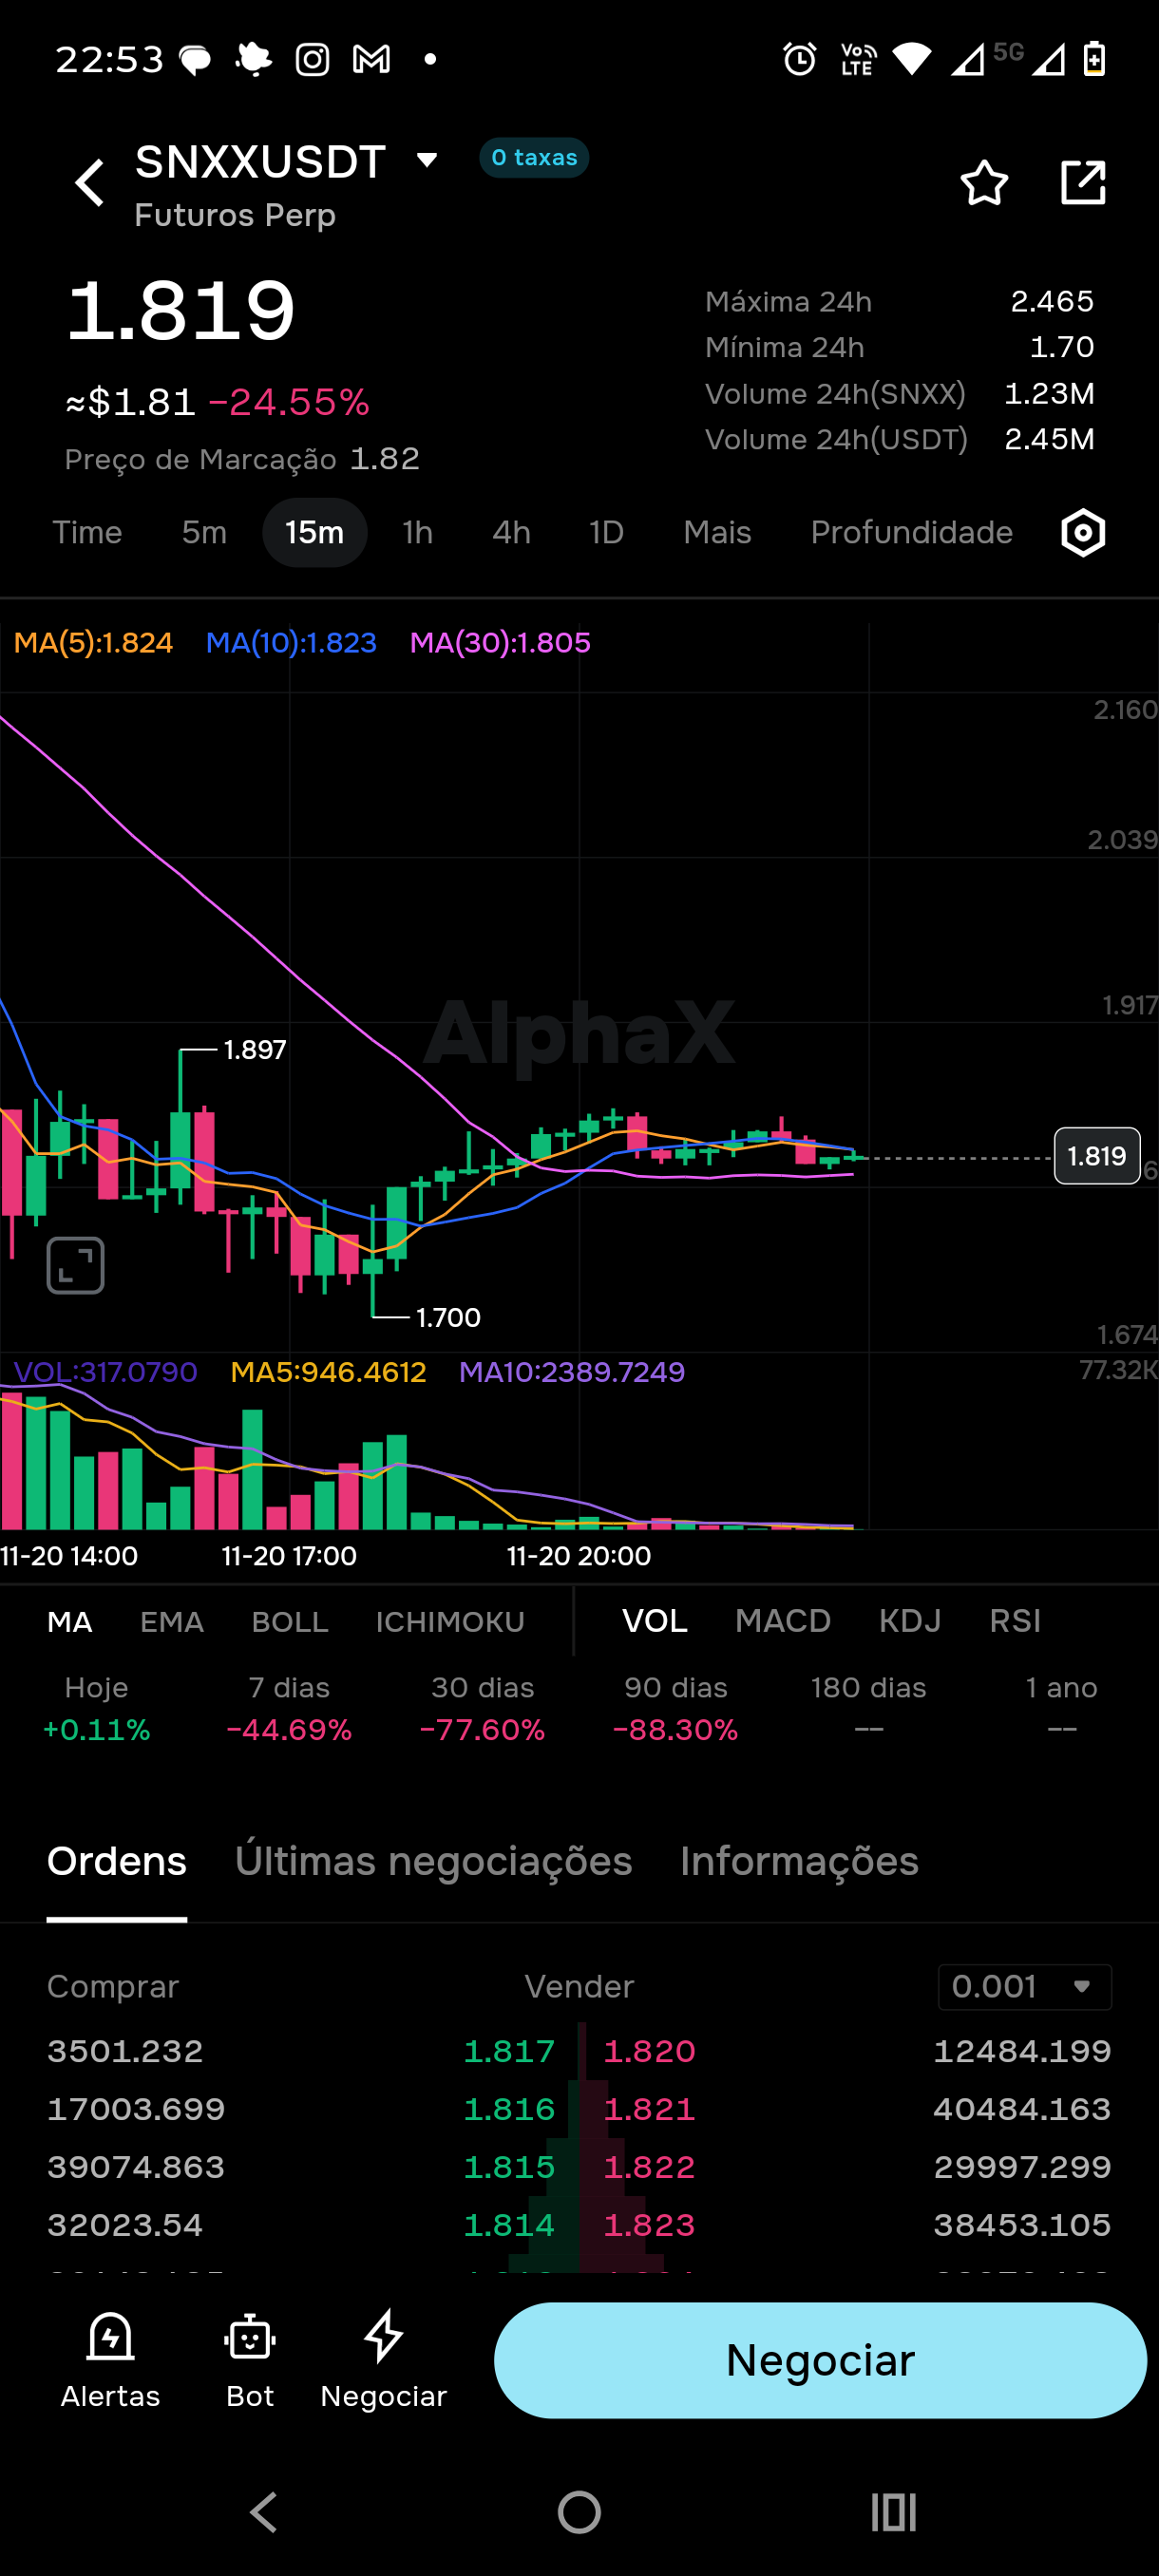 22:53
Vo LTE
5G
SNXXUSDT
0 taxas
Futuros Perp
1.819
≈$1.81 -24.55%
Preço de Marcação 1.82
Máxima 24h 2.465
Mínima 24h 1.70
Volume 24h(SNXX) 1.23M
Volume 24h(USDT) 2.45M
Time 5m 15m 1h 4h 1D Mais Profundidade
MA(5):1.824 MA(10):1.823 MA(30):1.805
2.160
2.039
1.917
AlphaX
1.897
1.819
6
1.700
1.674
VOL:317.0790 MA5:946.4612 MA10:2389.7249 77.32K
11-20 14:00 11-20 17:00 11-20 20:00
MA EMA BOLL ICHIMOKU VOL MACD KDJ RSI
Hoje 7 dias 30 dias 90 dias 180 dias 1 ano
+0.11% -44.69% -77.60% -88.30% -- --
Ordens Últimas negociações Informações
Comprar Vender 0.001
3501.232 1.817 1.820 12484.199
17003.699 1.816 1.821 40484.163
39074.863 1.815 1.822 29997.299
32023.54 1.814 1.823 38453.105
Alertas Bot Negociar Negociar